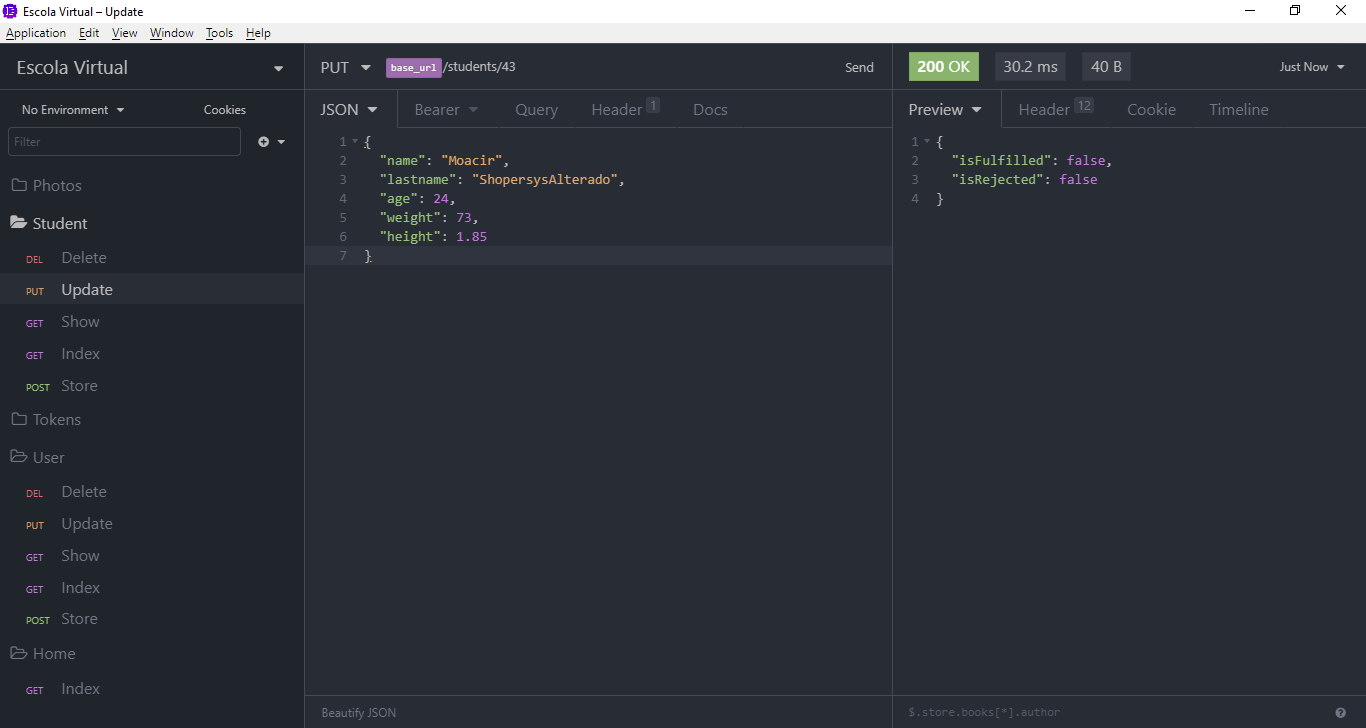 Escola Virtual – Update
Application Edit View Window Tools Help
Escola Virtual
No Environment Cookies
Filter
Photos
Student
DEL Delete
PUT Update
GET Show
GET Index
POST Store
Tokens
User
DEL Delete
PUT Update
GET Show
GET Index
POST Store
Home
GET Index
PUT base_url/students/43 Send
JSON Bearer Query Header 1 Docs
1 {
2 "name": "Moacir",
3 "lastname": "ShopersysAlterado",
4 "age": 24,
5 "weight": 73,
6 "height": 1.85
7 }
Beautify JSON
200 OK 30.2 ms 40 B Just Now
Preview Header 12 Cookie Timeline
1 {
2 "isFulfilled": false,
3 "isRejected": false
4 }
$.store.books[*].author